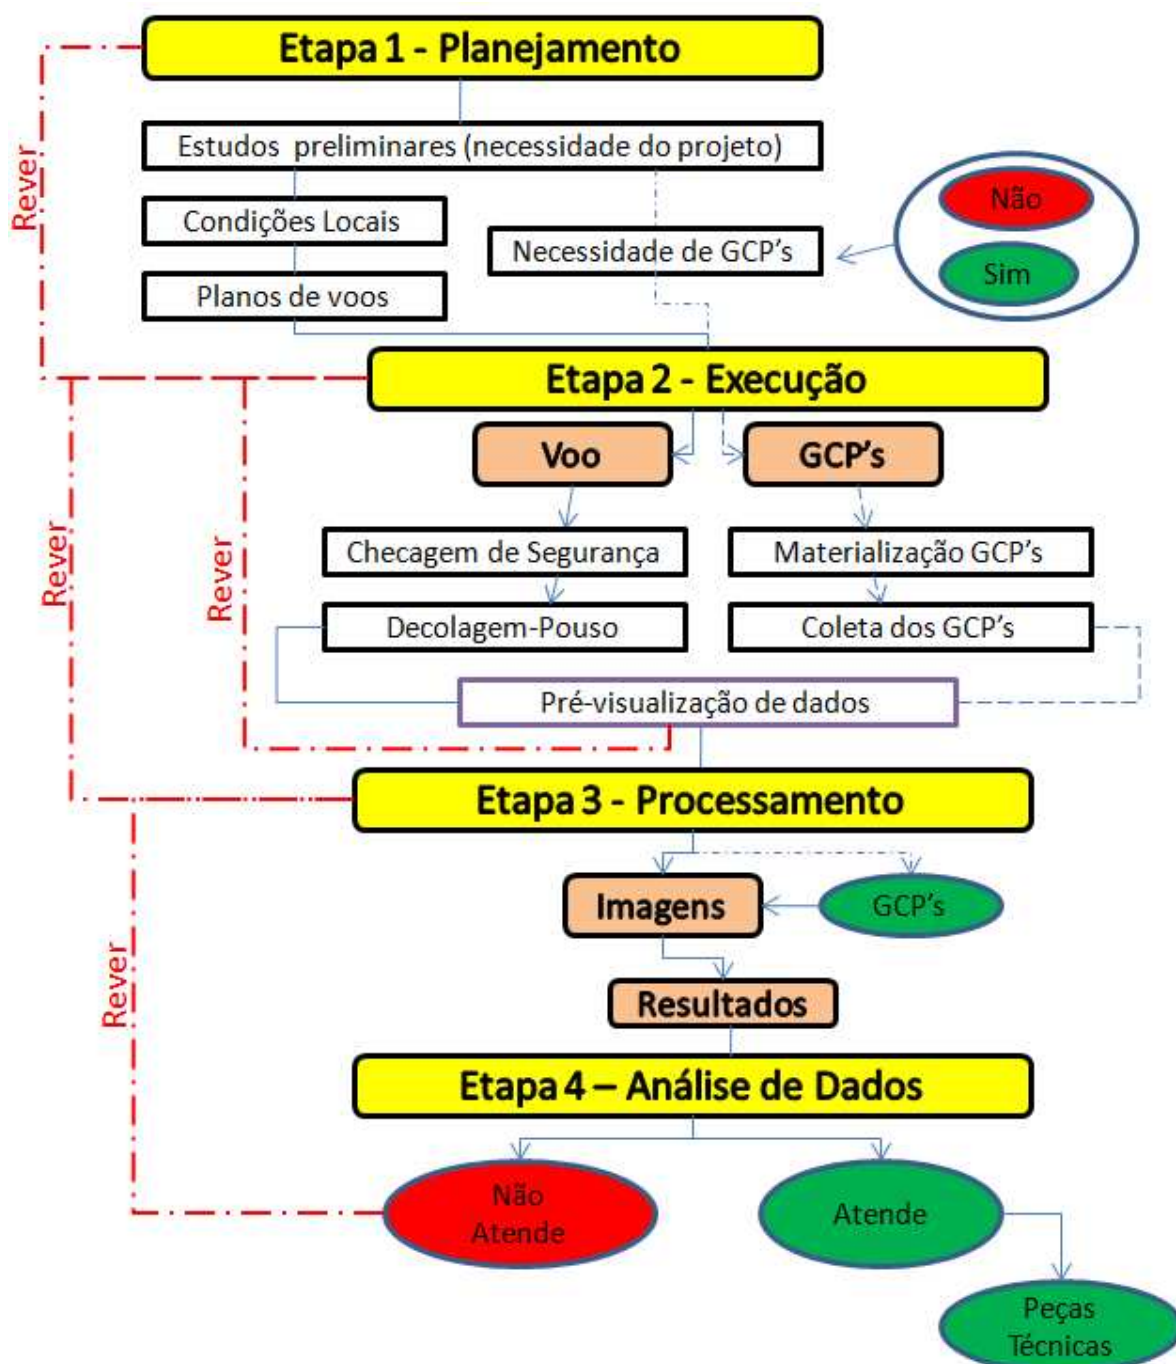 Etapa 1 - Planejamento
Rever
Estudos preliminares (necessidade do projeto)
Condições Locais
Necessidade de GCP's
Não
Sim
Planos de voos
Etapa 2 - Execução
Voo
GCP's
Rever
Rever
Checagem de Segurança
Materialização GCP's
Decolagem-Pouso
Coleta dos GCP's
Pré-visualização de dados
Etapa 3 - Processamento
Imagens
GCP's
Rever
Resultados
Etapa 4 – Análise de Dados
Não
Atende
Atende
Peças
Técnicas